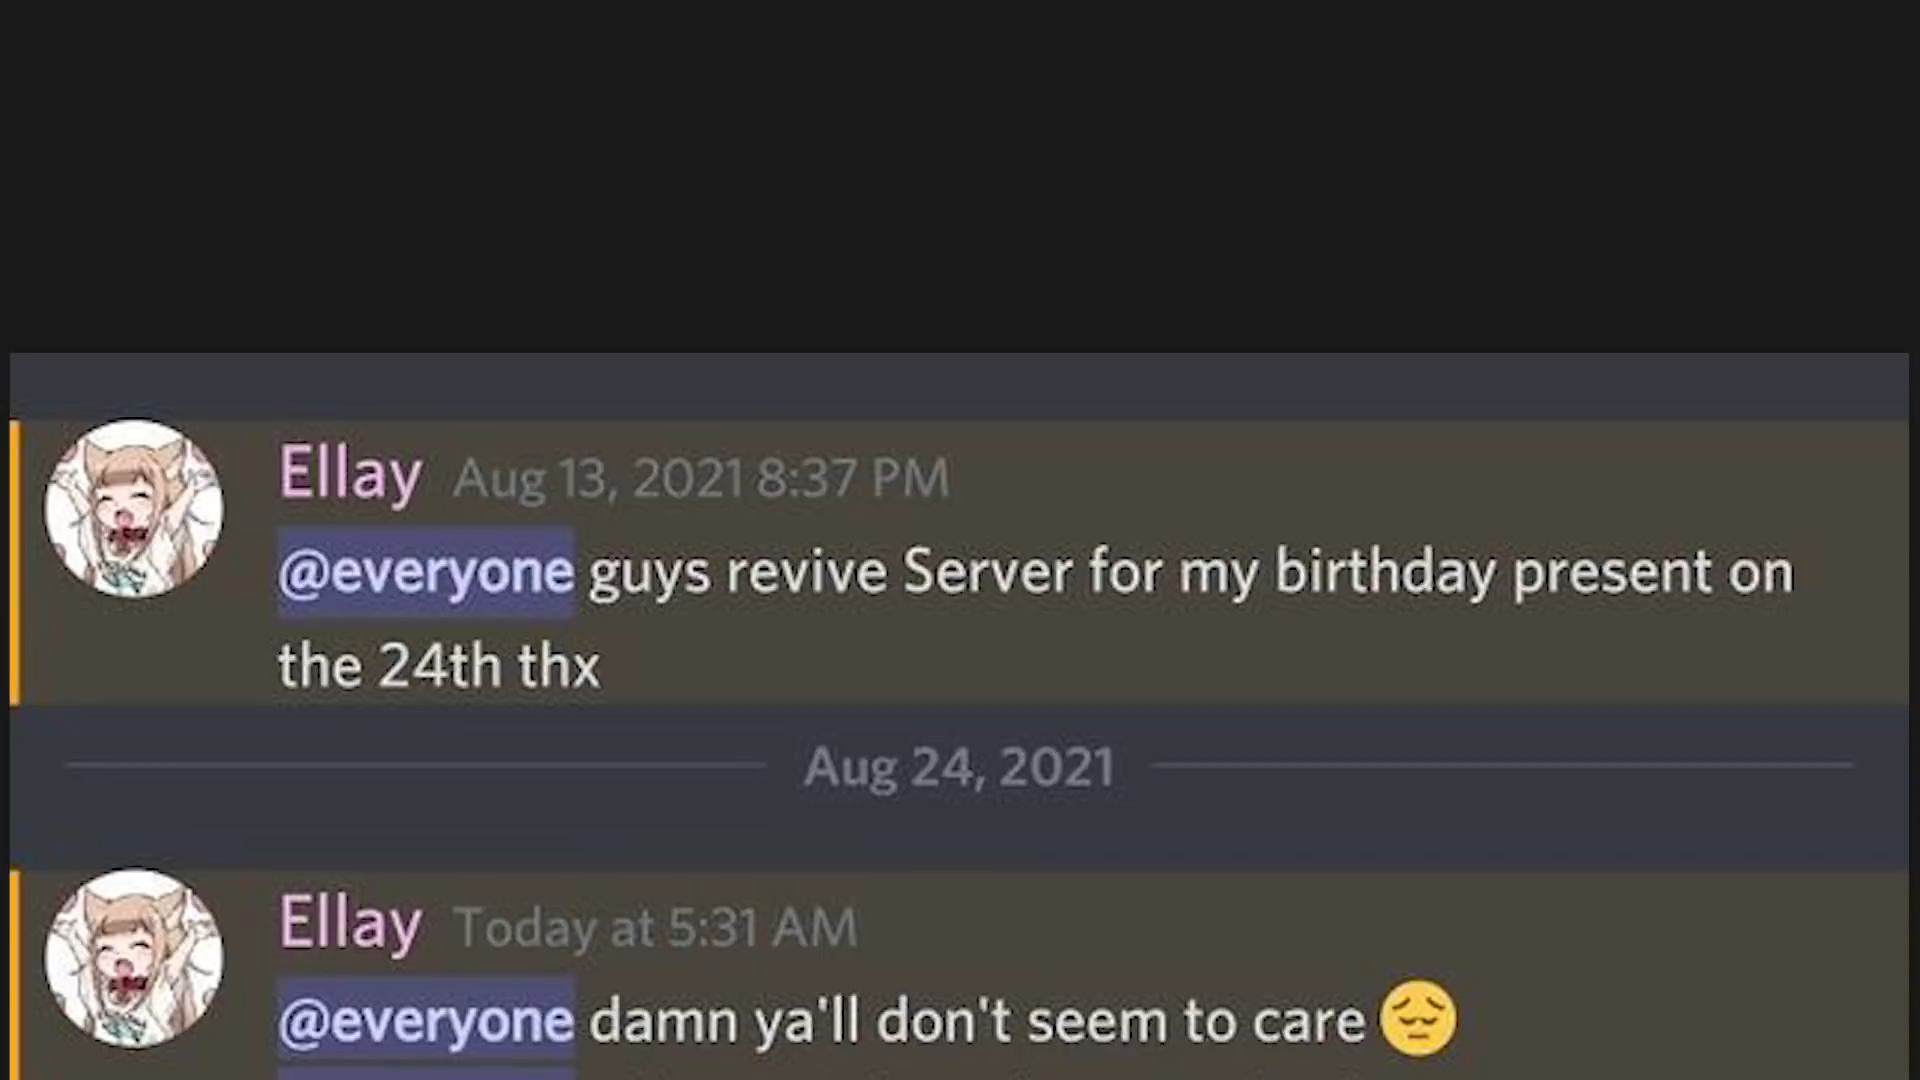 Ellay Aug 13, 2021 8:37 PM
@everyone guys revive Server for my birthday present on
the 24th thx
Aug 24, 2021
Ellay Today at 5:31 AM
@everyone damn ya'll don't seem to care 😔